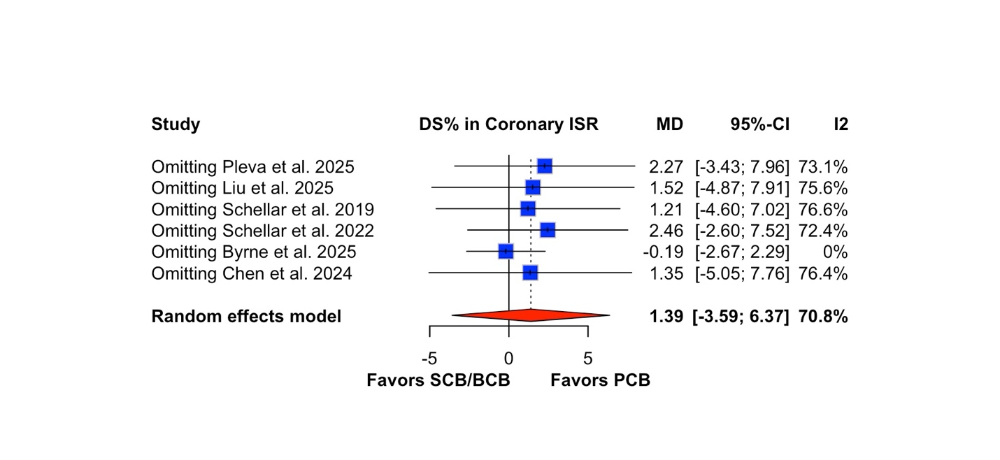 Study DS% in Coronary ISR MD 95%-CI I2
Omitting Pleva et al. 2025 2.27 [-3.43; 7.96] 73.1%
Omitting Liu et al. 2025 1.52 [-4.87; 7.91] 75.6%
Omitting Schellar et al. 2019 1.21 [-4.60; 7.02] 76.6%
Omitting Schellar et al. 2022 2.46 [-2.60; 7.52] 72.4%
Omitting Byrne et al. 2025 -0.19 [-2.67; 2.29] 0%
Omitting Chen et al. 2024 1.35 [-5.05; 7.76] 76.4%
Random effects model 1.39 [-3.59; 6.37] 70.8%
-5 0 5
Favors SCB/BCB Favors PCB